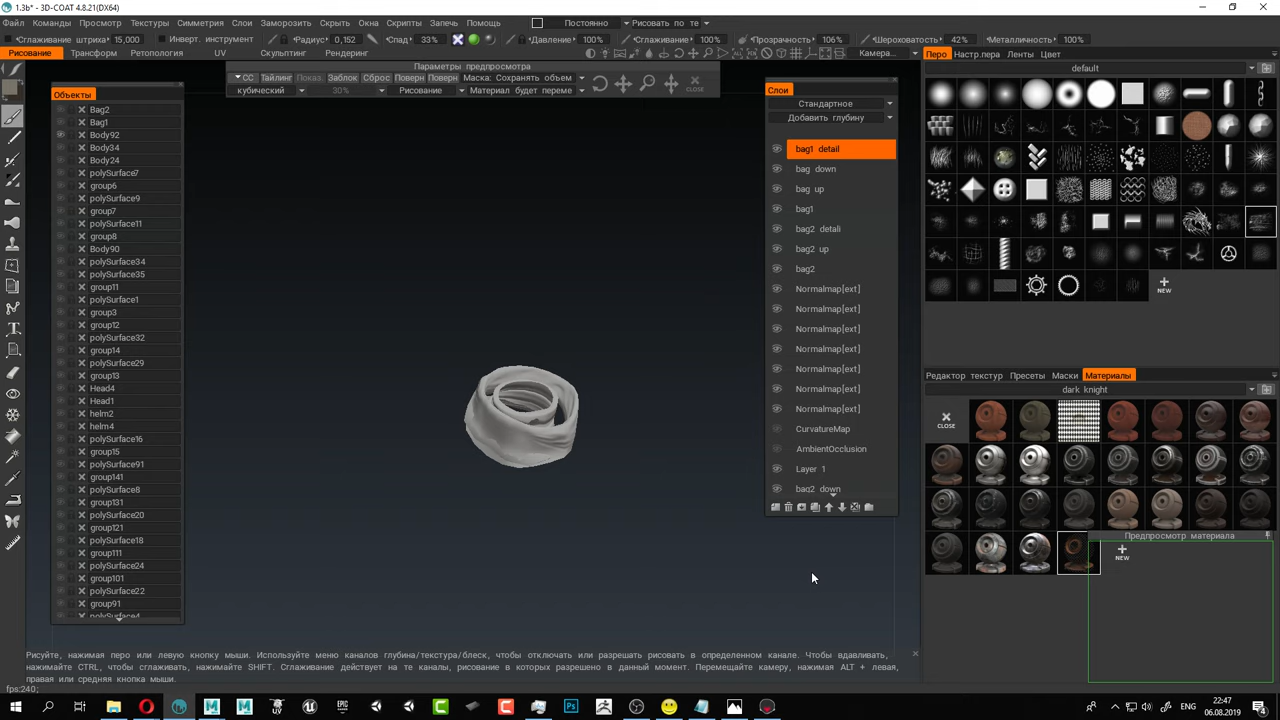 1.3b* - 3D-COAT 4.8.21(DX64)
Файл Команды Просмотр Текстуры Симметрия Слои Заморозить Скрыть Окна Скрипты Запечь Помощь Постоянно Рисовать по те
Сглаживание штриха 15,000 Инверт. инструмент Радиус: 0,152 Спад: 33% Давление: 100% Сглаживание: 100% Прозрачность: 106% Шероховатость: 42% Металличность: 100%
Рисование Трансформ Ретопология UV Скульптинг Рендеринг Камера... Перо Трафареты Ленты Цвет
Параметры предпросмотра
default
CC Тайлинг Показ. Заблок Сброс Поверн Поверн Маска: Сохранять объем
кубический 30% Рисование Материал будет переме CLOSE
Объекты
Bag2
Bag1
Body92
Body34
Body24
polySurface7
group6
polySurface9
group7
polySurface11
group8
Body90
polySurface34
polySurface35
group11
polySurface1
group3
group12
polySurface32
group14
polySurface29
group13
Head4
Head1
helm2
helm4
polySurface16
group15
polySurface91
group141
polySurface8
group131
polySurface20
group121
polySurface18
group111
polySurface24
group101
polySurface22
group91
polySurface4
Слои
Стандартное
Добавить глубину
bag1 detail
bag down
bag up
bag1
bag2 detali
bag2 up
bag2
Normalmap[ext]
Normalmap[ext]
Normalmap[ext]
Normalmap[ext]
Normalmap[ext]
Normalmap[ext]
Normalmap[ext]
CurvatureMap
AmbientOcclusion
Layer 1
bag2 down
NEW
Редактор текстур Пресеты Маски Материалы
dark knight
CLOSE
Предпросмотр материала
NEW
Рисуйте, нажимая перо или левую кнопку мыши. Используйте меню каналов глубина/текстура/блеск, чтобы отключить или разрешать рисовать в определенном канале. Чтобы вдавливать,
нажимайте CTRL, чтобы сглаживать, нажимайте SHIFT. Сглаживание действует на те каналы, рисование в которых разрешено в данный момент. Перемещайте камеру, нажимая ALT + левая,
правая или средняя кнопка мыши.
fps:240;
22:47
06.08.2019